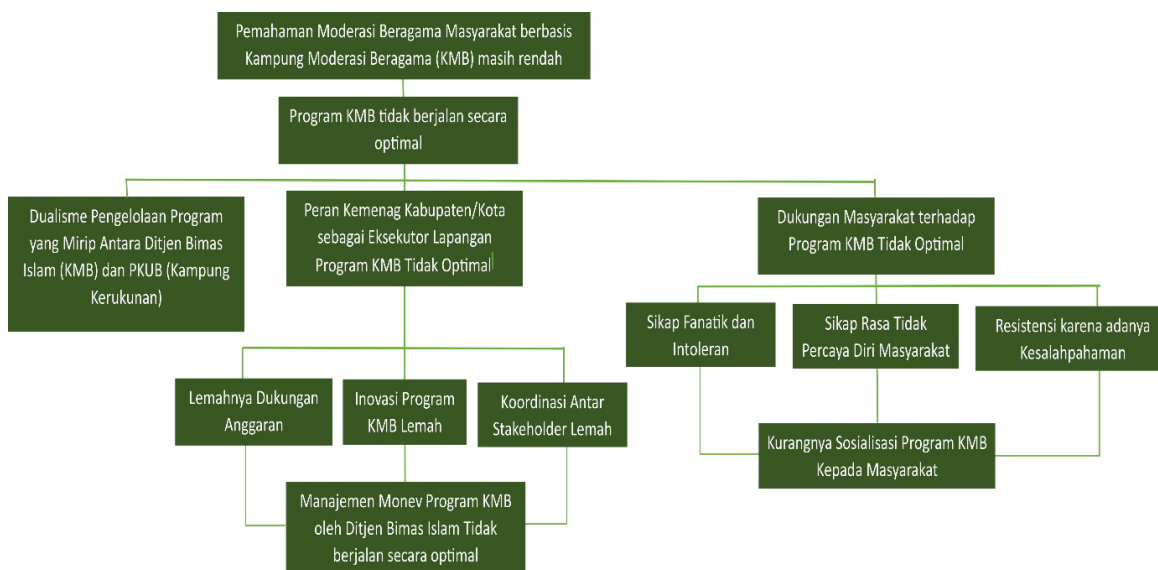 Pemahaman Moderasi Beragama Masyarakat berbasis
Kampung Moderasi Beragama (KMB) masih rendah
Program KMB tidak berjalan secara
optimal
Dualisme Pengelolaan Program
yang Mirip Antara Ditjen Bimas
Islam (KMB) dan PKUB (Kampung
Kerukunan)
Peran Kemenag Kabupaten/Kota
sebagai Eksekutor Lapangan
Program KMB Tidak Optimal
Dukungan Masyarakat terhadap
Program KMB Tidak Optimal
Sikap Fanatik dan
Intoleran
Sikap Rasa Tidak
Percaya Diri Masyarakat
Resistensi karena adanya
Kesalahpahaman
Lemahnya Dukungan
Anggaran
Inovasi Program
KMB Lemah
Koordinasi Antar
Stakeholder Lemah
Kurangnya Sosialisasi Program KMB
Kepada Masyarakat
Manajemen Monev Program KMB
oleh Ditjen Bimas Islam Tidak
berjalan secara optimal